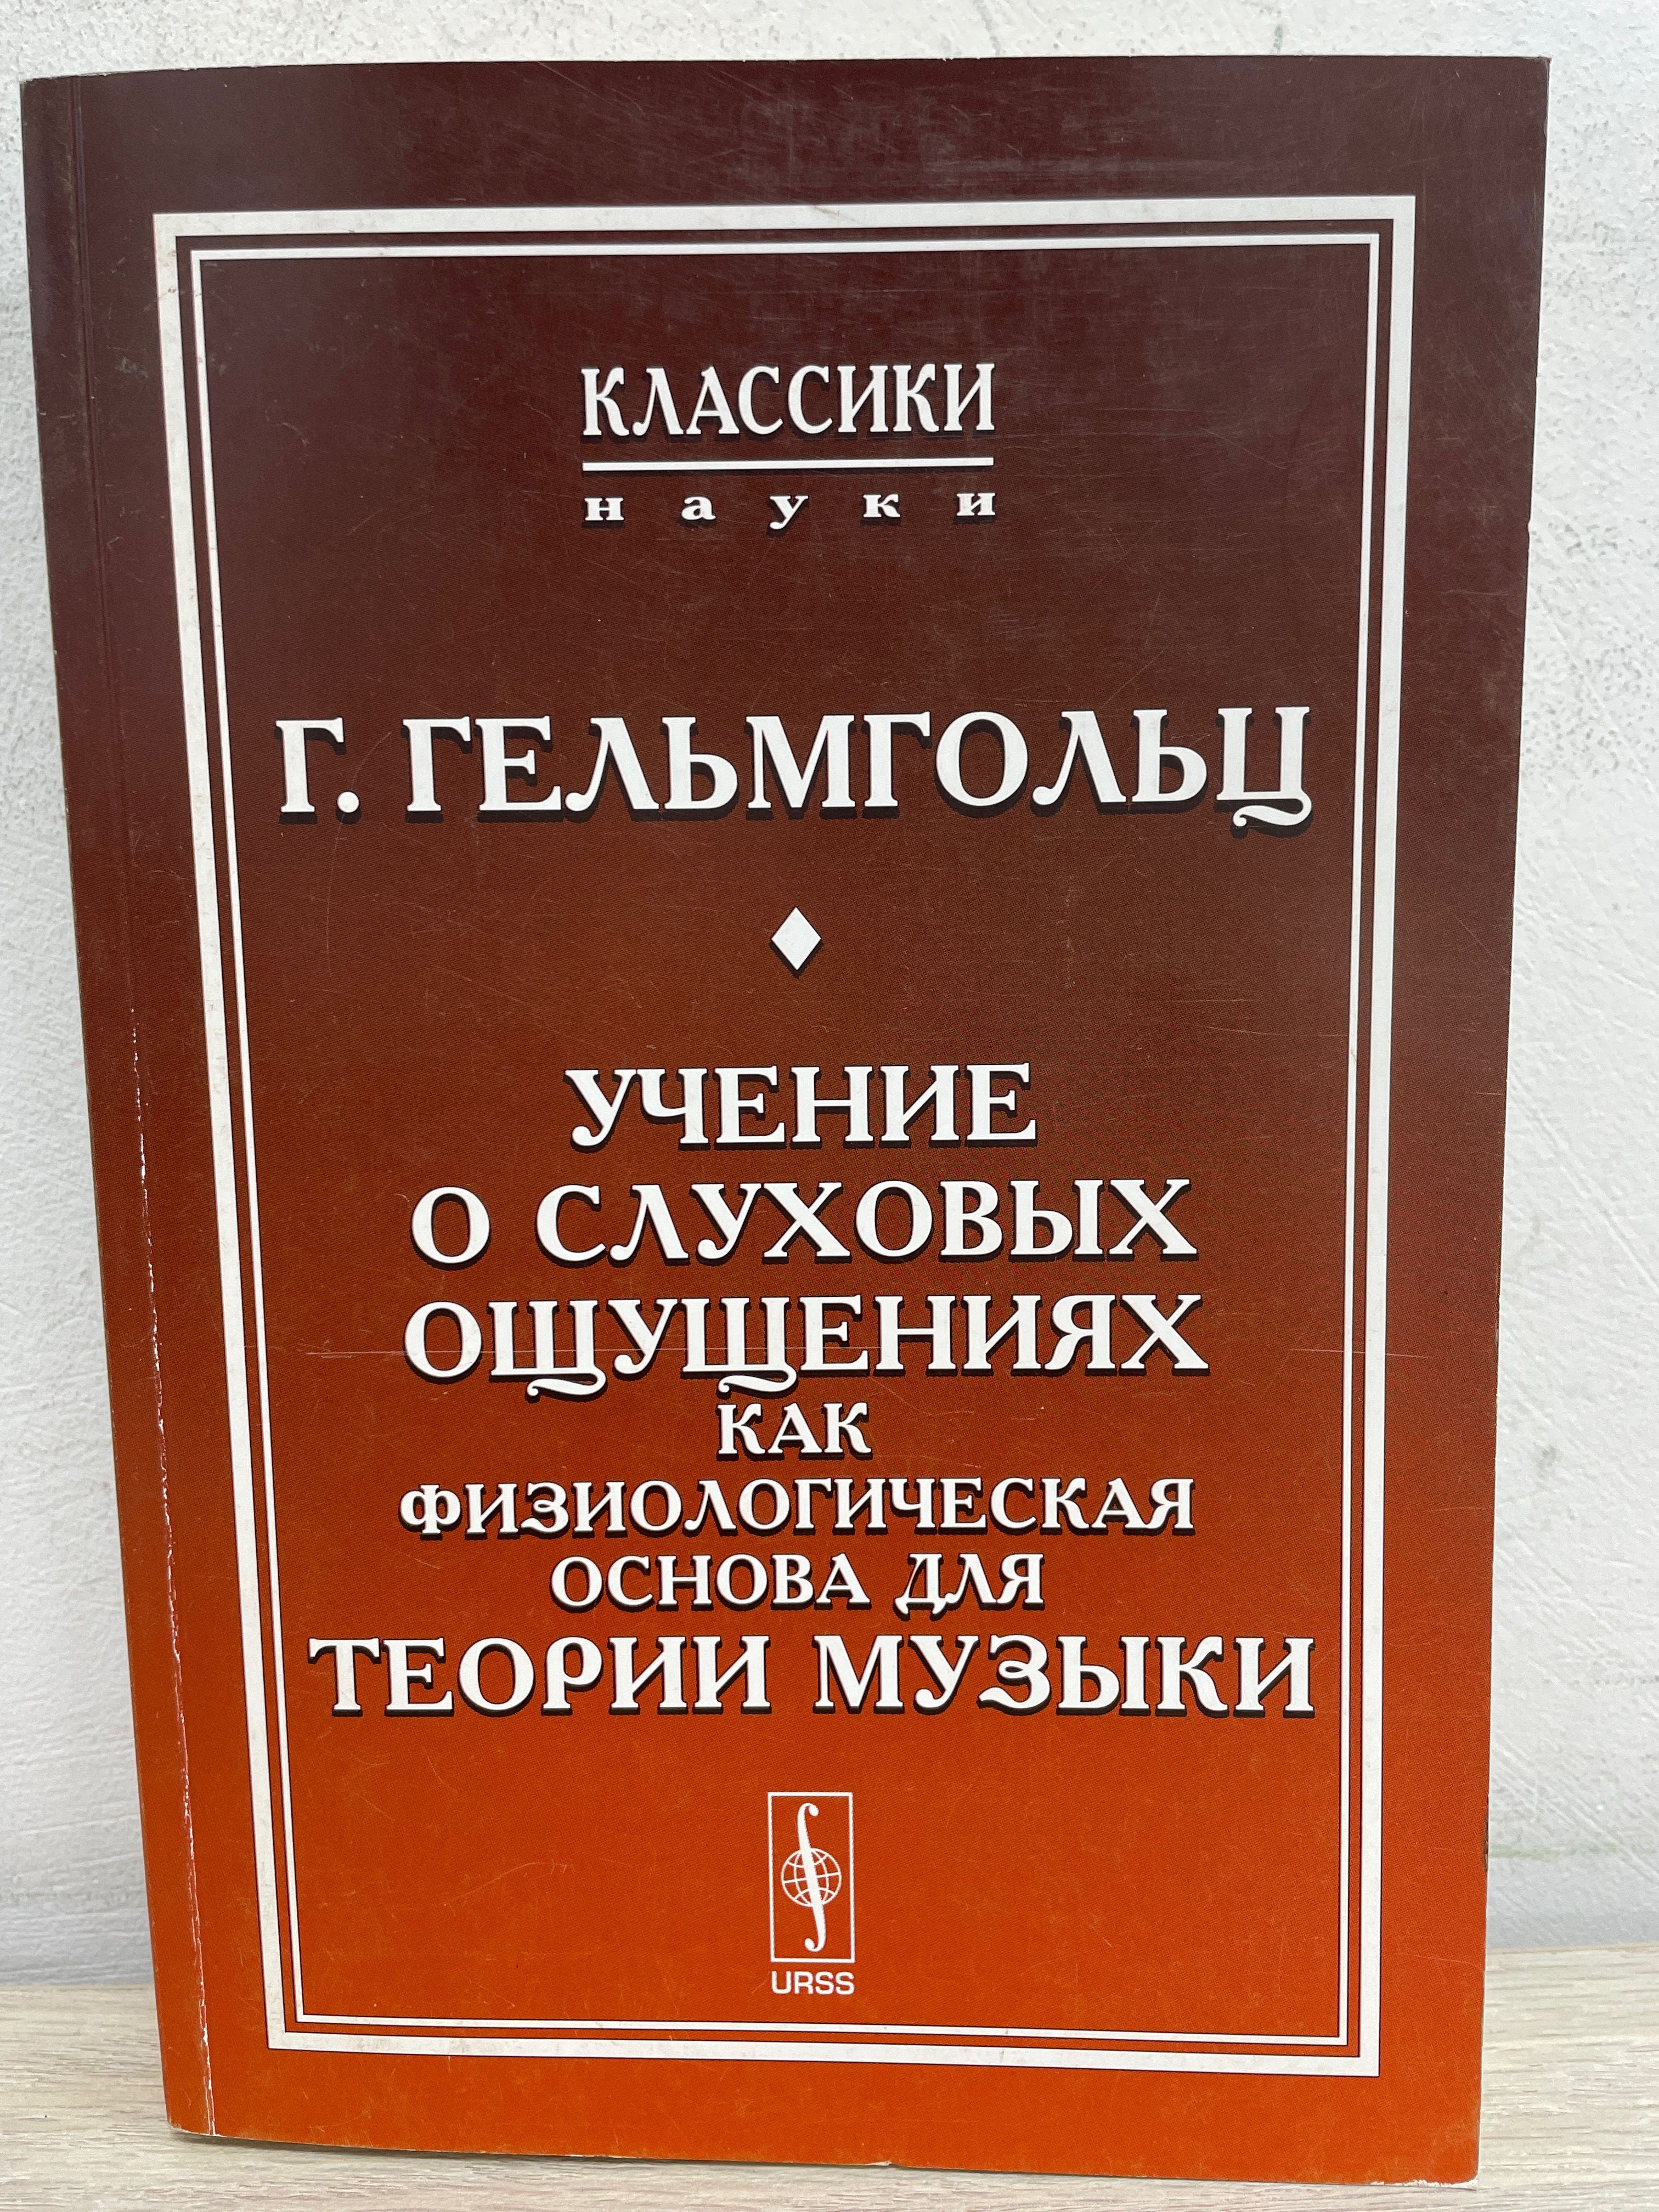 КЛАССИКИ
науки
Г. ГЕЛЬМГОЛЬЦ
УЧЕНИЕ
О СЛУХОВЫХ
ОЩУЩЕНИЯХ
КАК
ФИЗИОЛОГИЧЕСКАЯ
ОСНОВА ДЛЯ
ТЕОРИИ МУЗЫКИ
URSS